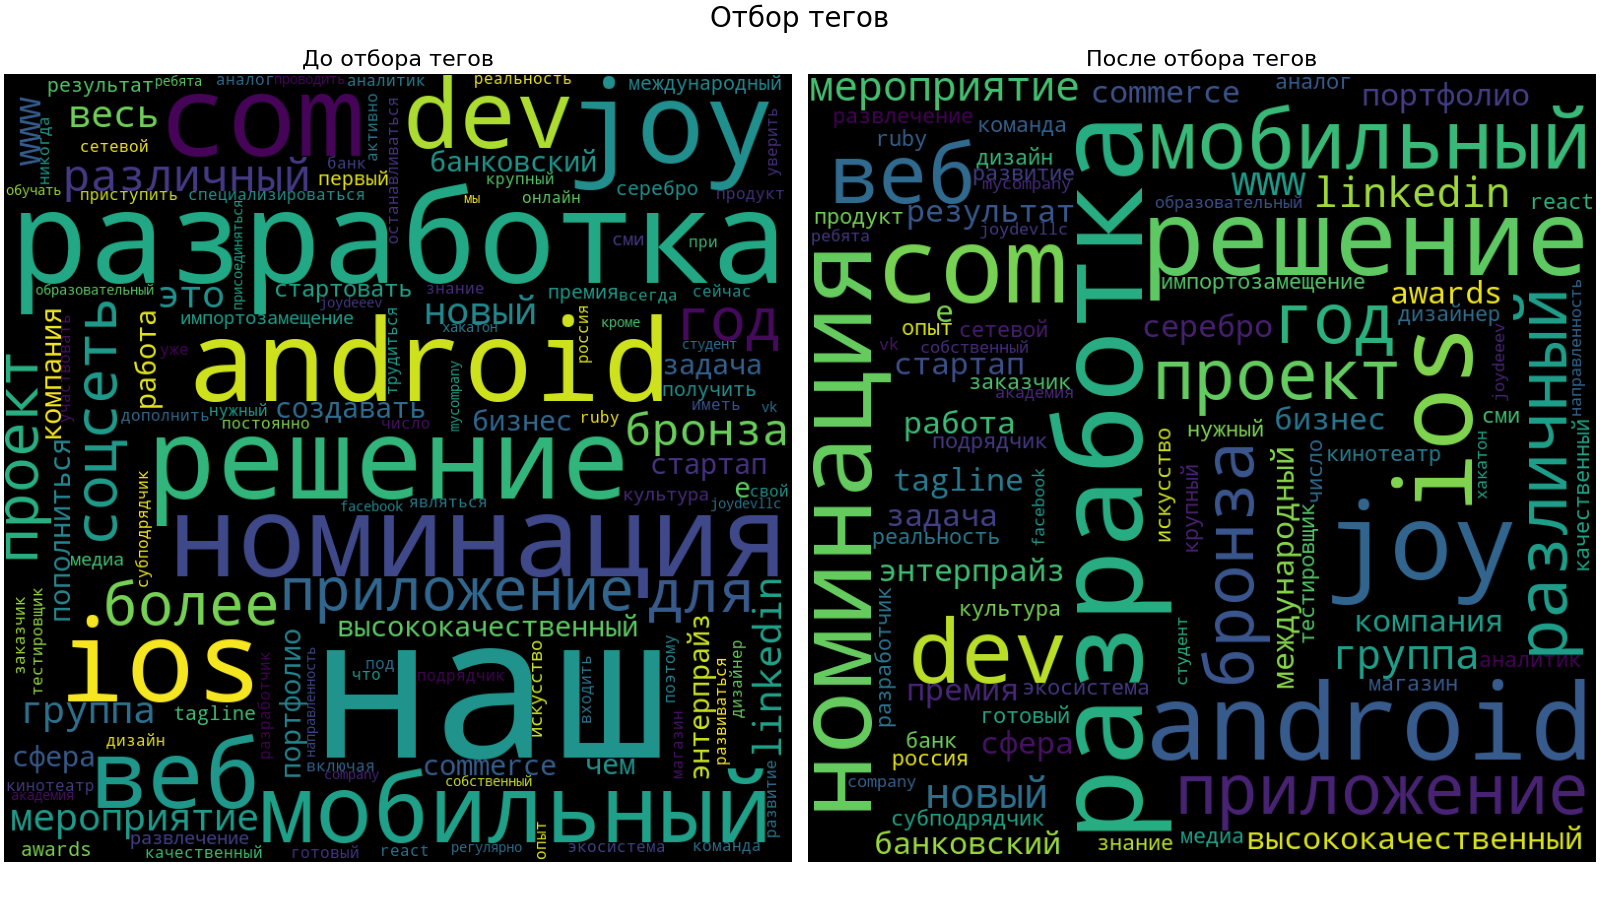 Отбор тегов
До отбора тегов
результат
ребята
аналог
проводить
аналитик
реальность
международный
www
никогда
весь
com
dev
joy
активно
уверить
сетевой
различный
банк
первый
банковский
останавливаться
крупный
серебро
продукт
обучать
приступить
специализироваться
мы
онлайн
разработка
присоединяться
сми
при
образовательный
это
стартовать
знание
joydeeev
новый
премия
всегда
сейчас
импортозамещение
хакатон
кроме
год
проект
компания
участвовать
соцсеть
работа
уже
android
трудиться
россия
студент
задача
получить
mycompany
дополнить
нужный
создавать
постоянно
число
бизнес
ruby
иметь
vk
бронза
решение
стартап
культура
е
свой
facebook
являться
joydevllc
пополниться
субподрядчик
медиа
номинация
заказчик
тестировщик
более
приложение
для
linkedin
высококачественный
ios
наш
под
что
подрядчик
искусство
входить
поэтому
энтерпрайз
развиваться
дизайнер
группа
tagline
разработчик
портфолио
направленность
сфера
дизайн
веб
включая
company
commerce
собственный
чем
магазин
кинотеатр
академия
мероприятие
мобильный
развитие
развлечение
awards
качественный
готовый
react
регулярно
опыт
экосистема
команда
После отбора тегов
мероприятие
commerce
аналог
портфолио
развлечение
ruby
команда
веб
дизайн
развитие
mycompany
мобильный
www
linkedin
react
образовательный
продукт
результат
ребята
joydevllc
разработка
решение
номинация
com
импортозамещение
awards
е
опыт
сетевой
vk
собственный
серебро
год
дизайнер
направленность
стартап
заказчик
академия
проект
ios
joydeeev
различный
работа
подрядчик
нужный
бизнес
сми
искусство
крупный
бронза
международный
число
тестировщик
кинотеатр
хакатон
качественный
tagline
задача
facebook
реальность
joy
энтерпрайз
разработчик
культура
dev
студент
компания
группа
аналитик
премия
экосистема
магазин
готовый
android
банк
сфера
россия
company
новый
приложение
субподрядчик
банковский
знание
медиа
высококачественный